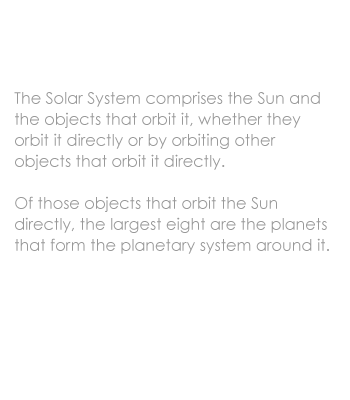 The Solar System comprises the Sun and
the objects that orbit it, whether they
orbit it directly or by orbiting other
objects that orbit it directly.

Of those objects that orbit the Sun
directly, the largest eight are the planets
that form the planetary system around it.